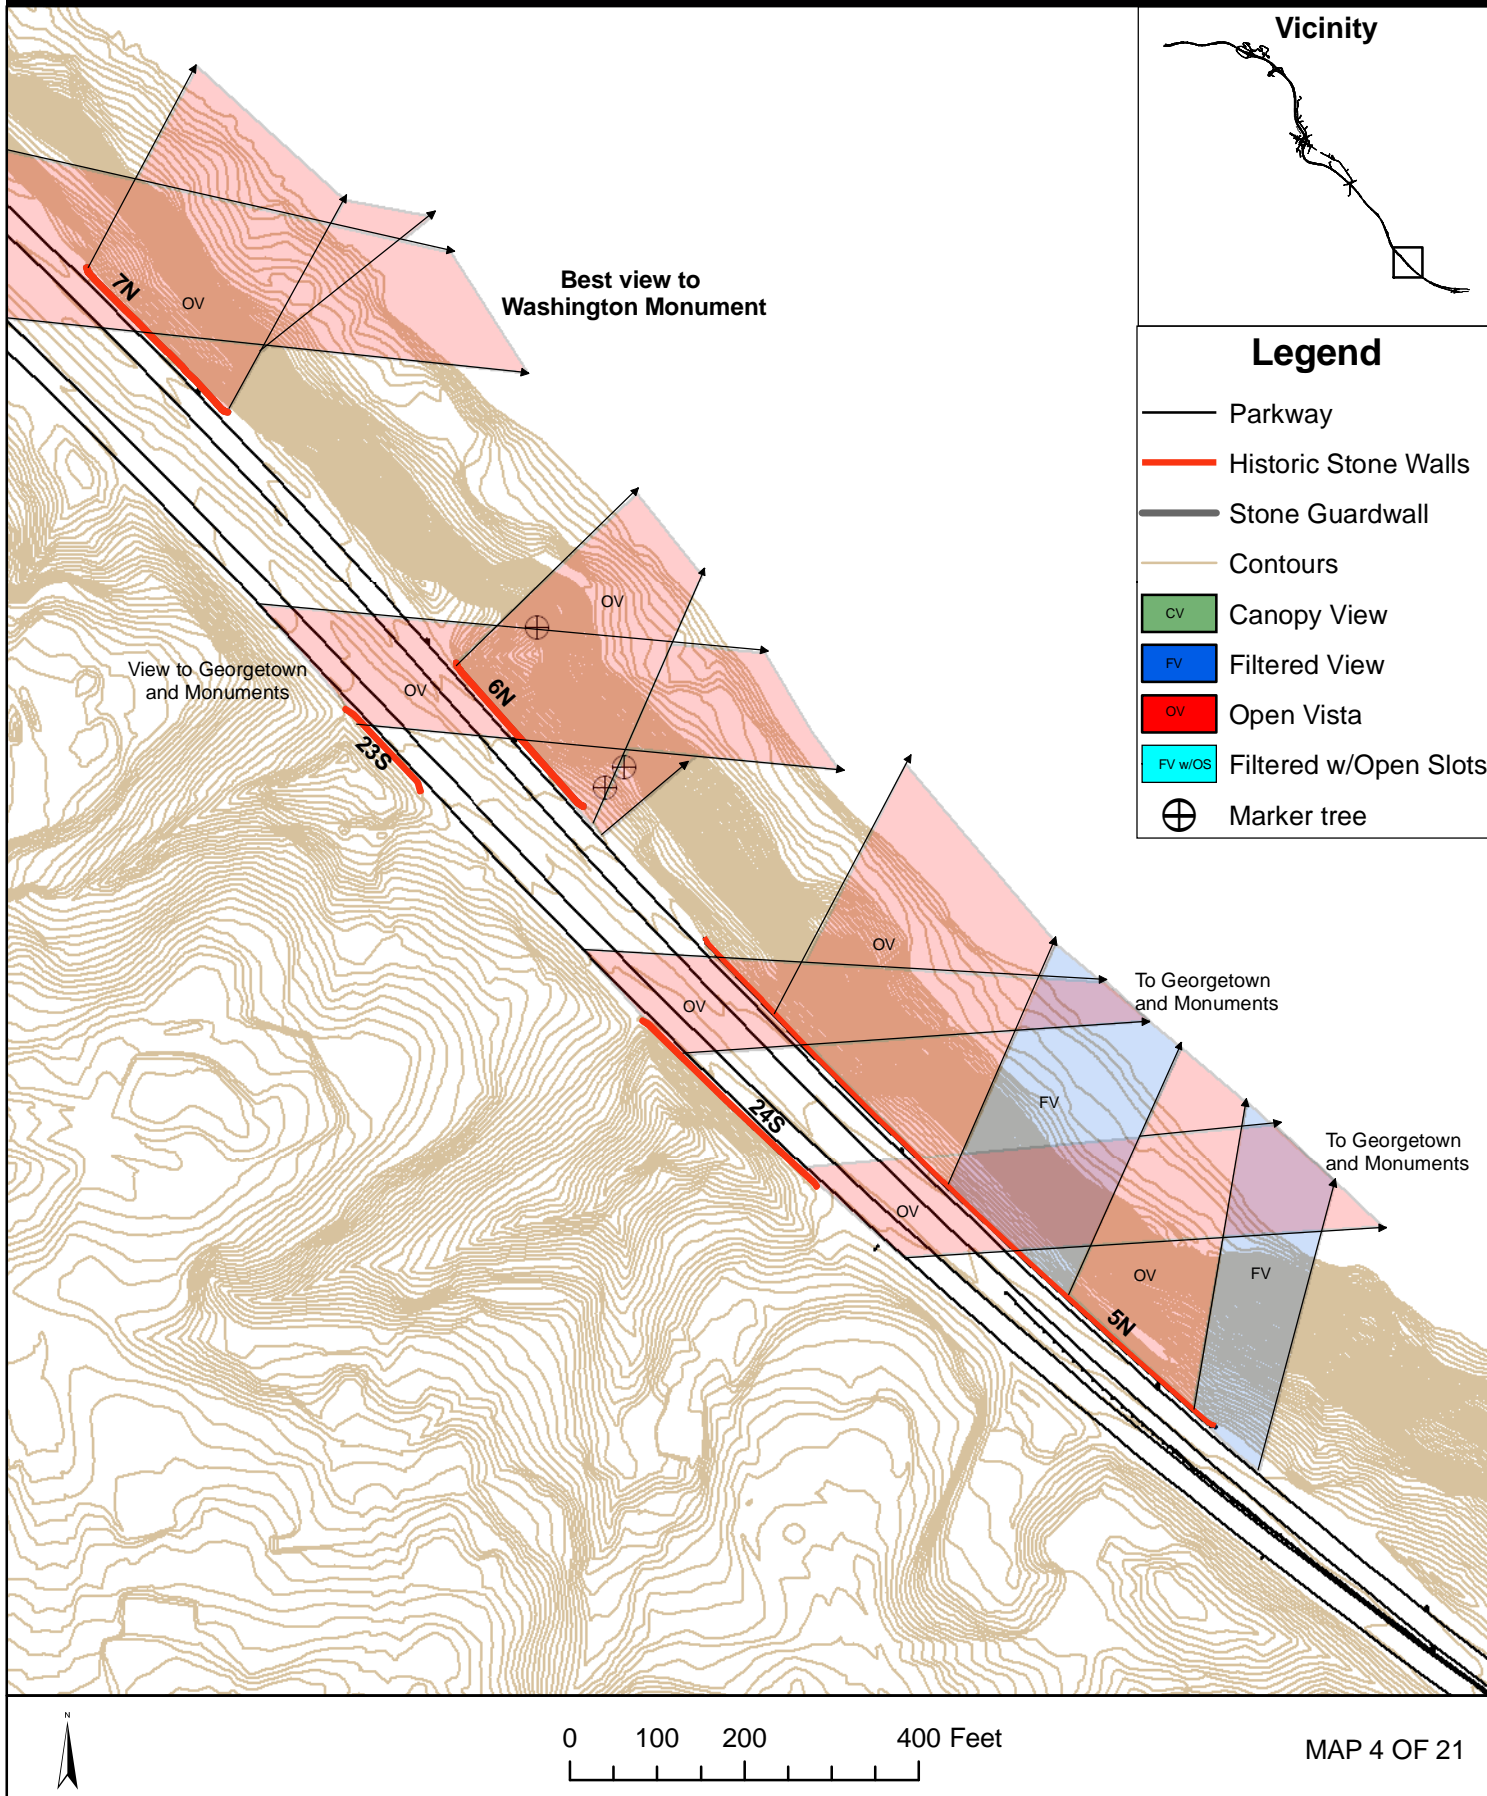 Vicinity
Legend
Parkway
Historic Stone Walls
Stone Guardwall
Contours
CV Canopy View
FV Filtered View
OV Open Vista
FV w/OS Filtered w/Open Slots
Marker tree
7N
OV
Best view to
Washington Monument
OV
View to Georgetown
and Monuments
OV
6N
23S
OV
To Georgetown
and Monuments
OV
FV
24S
To Georgetown
and Monuments
OV
OV
FV
5N
N
0 100 200 400 Feet
MAP 4 OF 21